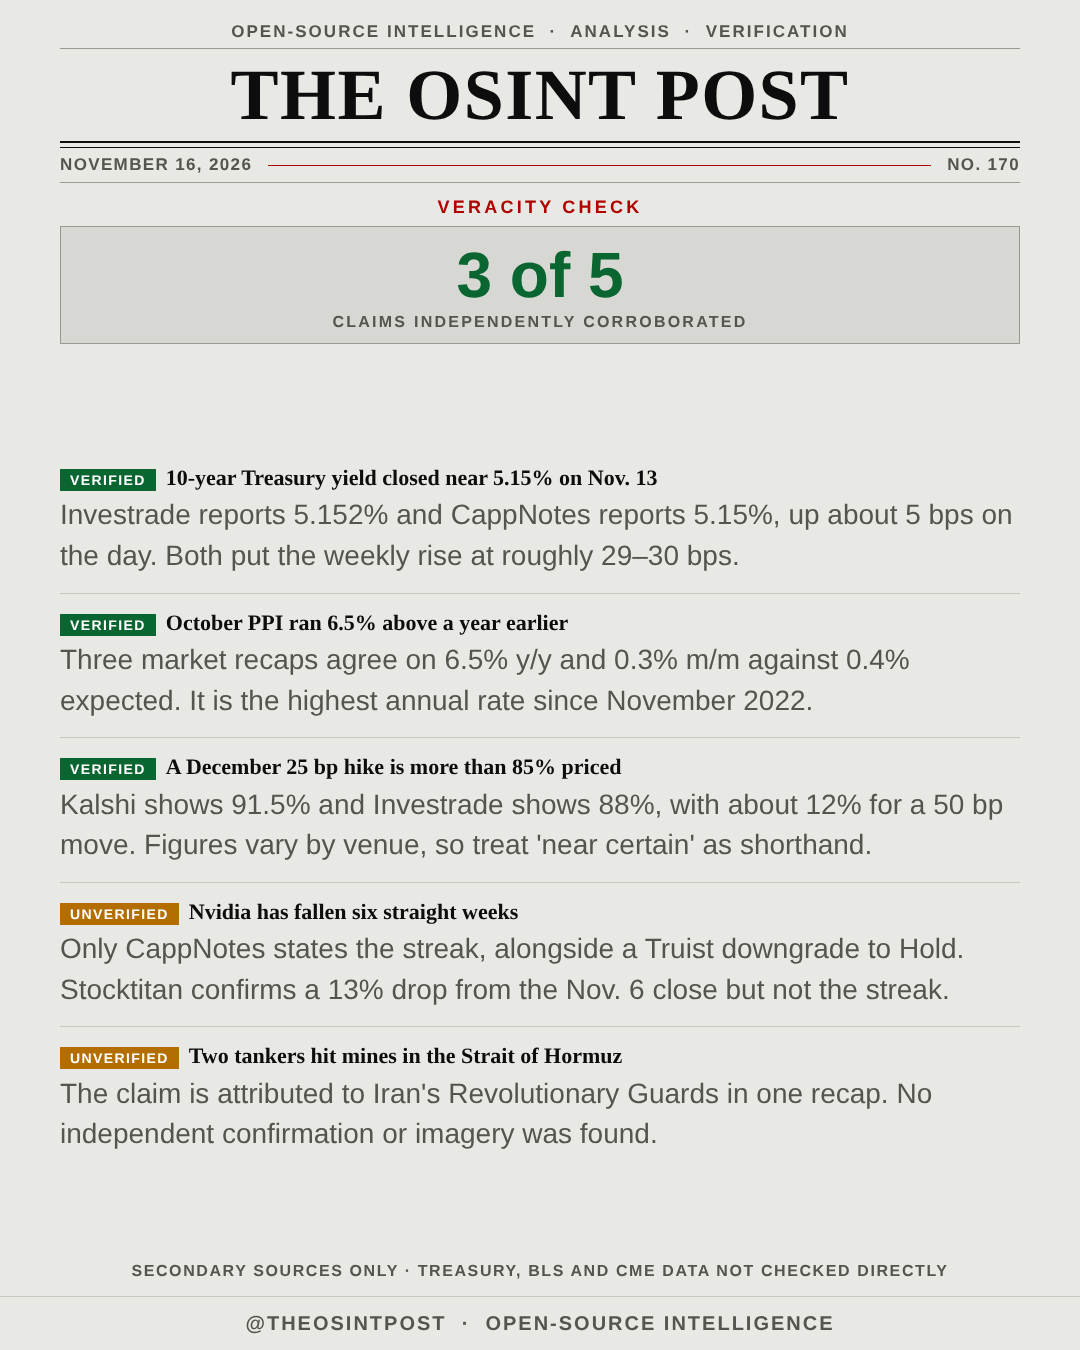 OPEN-SOURCE INTELLIGENCE · ANALYSIS · VERIFICATION
THE OSINT POST
NOVEMBER 16, 2026 NO. 170
VERACITY CHECK
3 of 5
CLAIMS INDEPENDENTLY CORROBORATED
VERIFIED 10-year Treasury yield closed near 5.15% on Nov. 13
Investrade reports 5.152% and CappNotes reports 5.15%, up about 5 bps on
the day. Both put the weekly rise at roughly 29–30 bps.
VERIFIED October PPI ran 6.5% above a year earlier
Three market recaps agree on 6.5% y/y and 0.3% m/m against 0.4%
expected. It is the highest annual rate since November 2022.
VERIFIED A December 25 bp hike is more than 85% priced
Kalshi shows 91.5% and Investrade shows 88%, with about 12% for a 50 bp
move. Figures vary by venue, so treat 'near certain' as shorthand.
UNVERIFIED Nvidia has fallen six straight weeks
Only CappNotes states the streak, alongside a Truist downgrade to Hold.
Stocktitan confirms a 13% drop from the Nov. 6 close but not the streak.
UNVERIFIED Two tankers hit mines in the Strait of Hormuz
The claim is attributed to Iran's Revolutionary Guards in one recap. No
independent confirmation or imagery was found.
SECONDARY SOURCES ONLY · TREASURY, BLS AND CME DATA NOT CHECKED DIRECTLY
@THEOSINTPOST · OPEN-SOURCE INTELLIGENCE